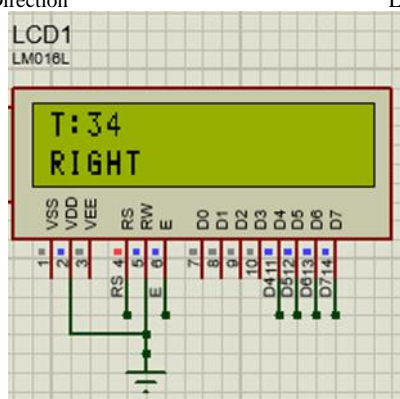 Direction
L
LCD1
LM016L
T:34
RIGHT
VSS VDD VEE RS RW E D0 D1 D2 D3 D4 D5 D6 D7
1 2 3 4 5 6 7 8 9 10 11 12 13 14
RS E D4 D5 D6 D7